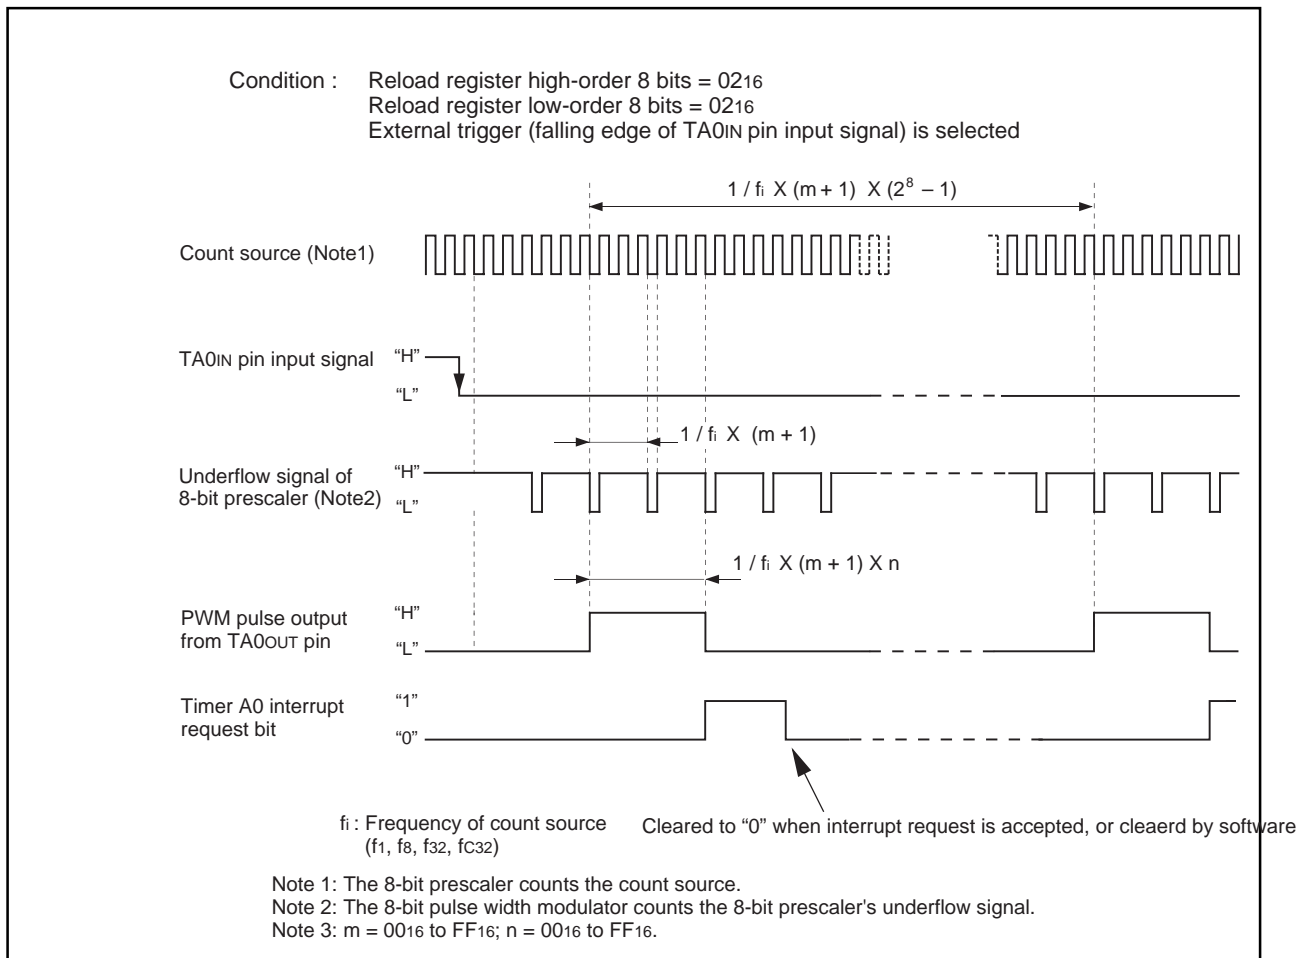 Condition : Reload register high-order 8 bits = 0216
Reload register low-order 8 bits = 0216
External trigger (falling edge of TA0IN pin input signal) is selected
1 / fi X (m + 1) X (2^8 – 1)
Count source (Note1)
TA0IN pin input signal
“H”
“L”
1 / fi X (m + 1)
Underflow signal of
8-bit prescaler (Note2)
“H”
“L”
1 / fi X (m + 1) X n
PWM pulse output
from TA0OUT pin
“H”
“L”
Timer A0 interrupt
request bit
“1”
“0”
fi : Frequency of count source
(f1, f8, f32, fC32)
Cleared to “0” when interrupt request is accepted, or cleaerd by software
Note 1: The 8-bit prescaler counts the count source.
Note 2: The 8-bit pulse width modulator counts the 8-bit prescaler's underflow signal.
Note 3: m = 0016 to FF16; n = 0016 to FF16.